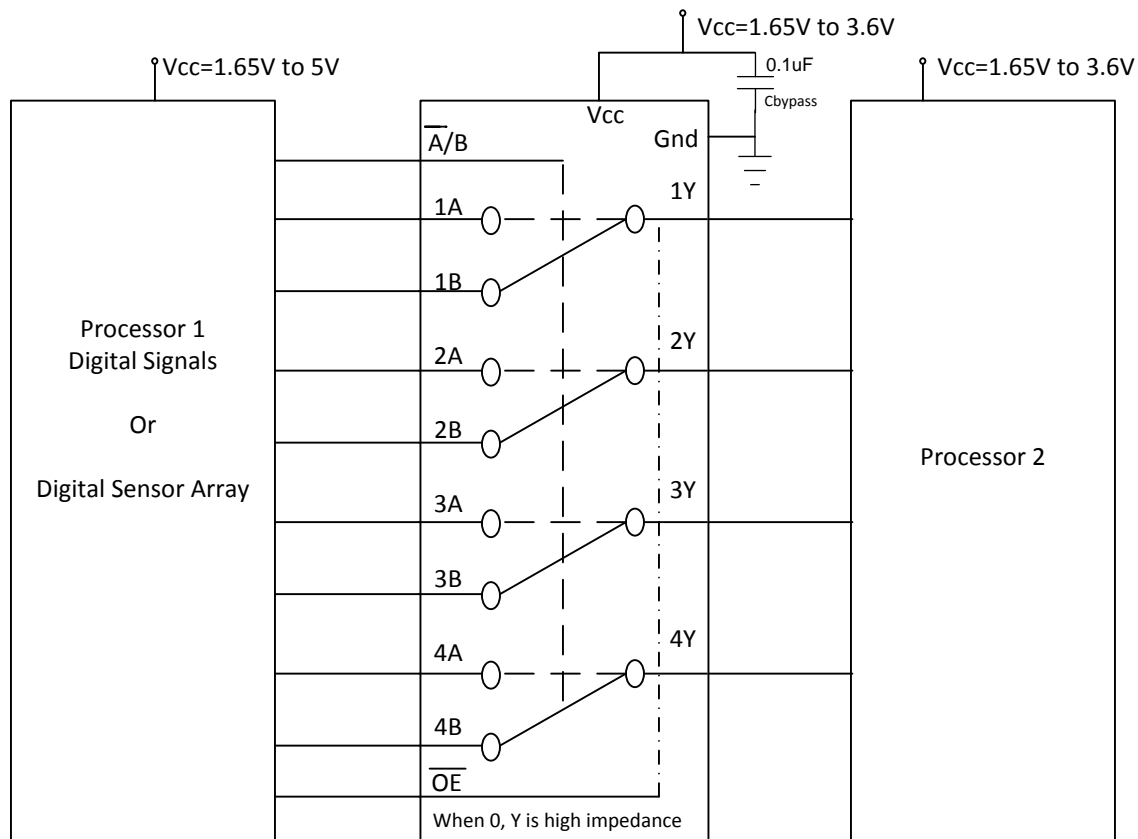 Vcc=1.65V to 3.6V
Vcc=1.65V to 5V
0.1uF
Vcc=1.65V to 3.6V
Cbypass
Vcc
A̅/B
Gnd
1A
1Y
1B
Processor 1
Digital Signals
2A
2Y
Or
2B
Processor 2
Digital Sensor Array
3A
3Y
3B
4A
4Y
4B
O̅E̅
When 0, Y is high impedance